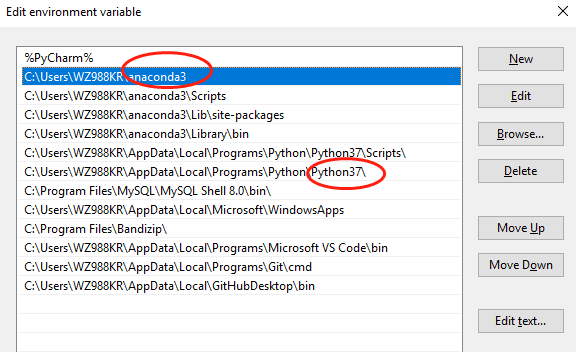 Edit environment variable
%PyCharm%
C:\Users\WZ988KR\anaconda3
C:\Users\WZ988KR\anaconda3\Scripts
C:\Users\WZ988KR\anaconda3\Lib\site-packages
C:\Users\WZ988KR\anaconda3\Library\bin
C:\Users\WZ988KR\AppData\Local\Programs\Python\Python37\Scripts\
C:\Users\WZ988KR\AppData\Local\Programs\Python\Python37\
C:\Program Files\MySQL\MySQL Shell 8.0\bin\
C:\Users\WZ988KR\AppData\Local\Microsoft\WindowsApps
C:\Program Files\Bandizip\
C:\Users\WZ988KR\AppData\Local\Programs\Microsoft VS Code\bin
C:\Users\WZ988KR\AppData\Local\Programs\Git\cmd
C:\Users\WZ988KR\AppData\Local\GitHubDesktop\bin
New
Edit
Browse...
Delete
Move Up
Move Down
Edit text...